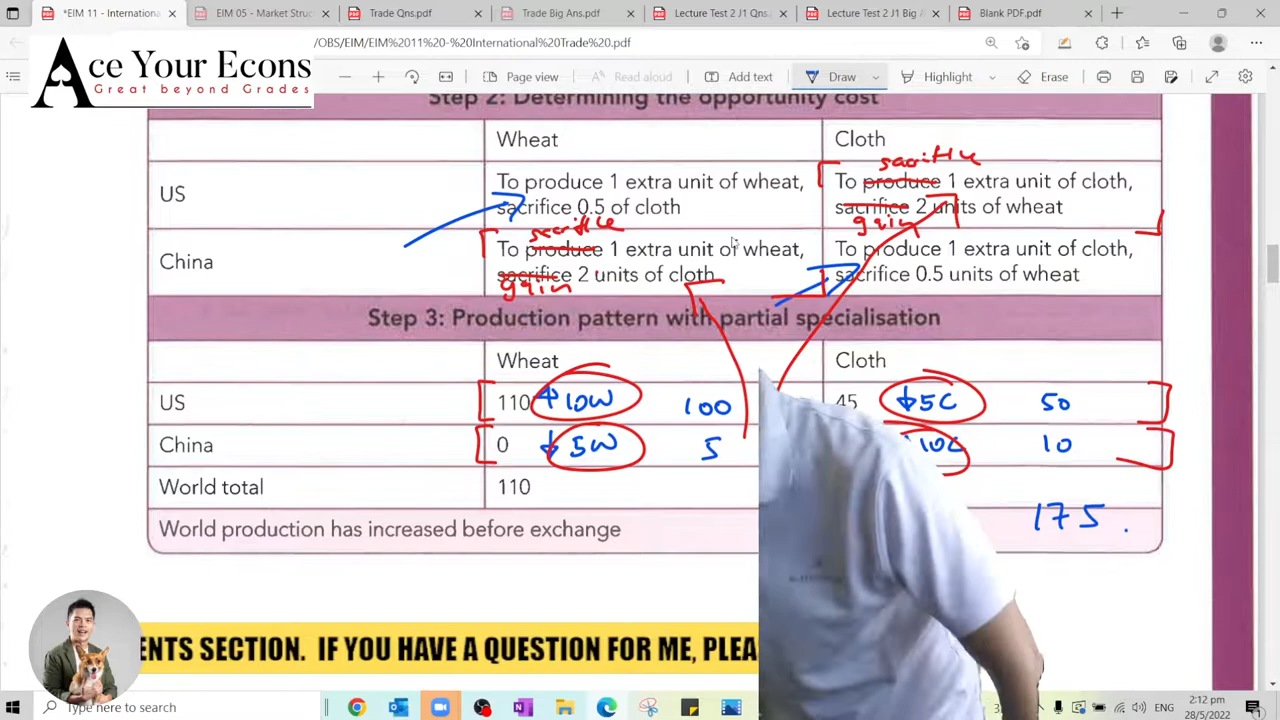 *EIM 11 - Internationa
EIM 05 - Market Struc
Trade Qns.pdf
Trade Big Ans.pdf
Lecture Test 2 J1 Qns
Lecture Test 2 J1 Big A
Blank PDF.pdf
/OBS/EIM/EIM%2011%20-%20International%20Trade%20.pdf
Ace Your Econs
Great beyond Grades
Page view
Read aloud
Add text
Draw
Highlight
Erase
Step 2: Determining the opportunity cost
Wheat
Cloth
US
To produce 1 extra unit of wheat,
sacrifice 0.5 of cloth
sacrifice
To produce 1 extra unit of cloth,
sacrifice 2 units of wheat
gain
China
sacrifice
To produce 1 extra unit of wheat,
sacrifice 2 units of cloth
gain
To produce 1 extra unit of cloth,
sacrifice 0.5 units of wheat
Step 3: Production pattern with partial specialisation
Wheat
Cloth
US
110
↑10W
100
45
↓5C
50
China
0
↓5W
5
10C
10
World total
110
World production has increased before exchange
175.
ENTS SECTION. IF YOU HAVE A QUESTION FOR ME, PLEA
Type here to search
ENG
2:12 pm
28/5/2022